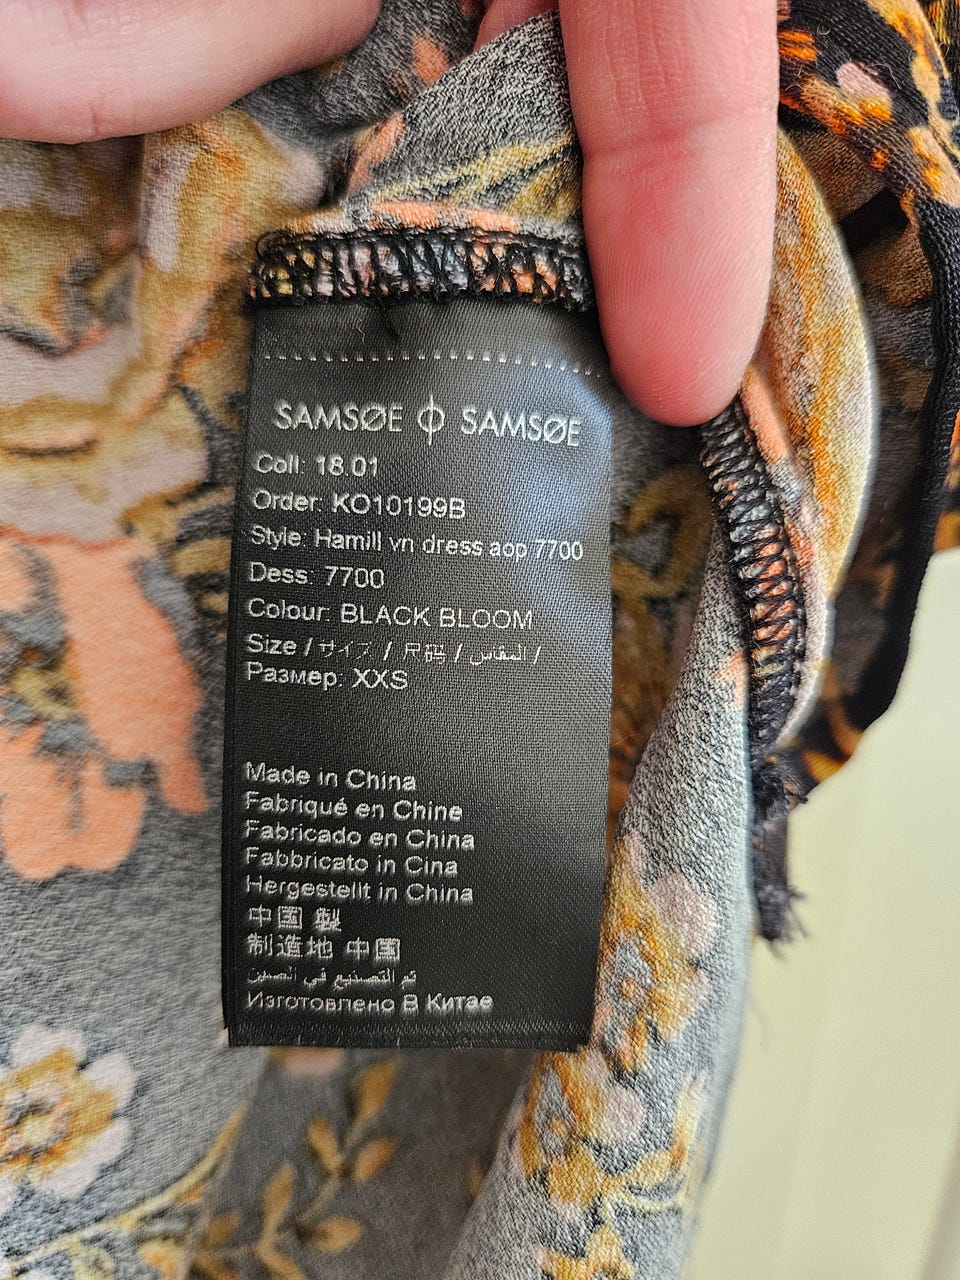 SAMSØE ϕ SAMSØE
Coll: 18.01
Order: KO10199B
Style: Hamill vn dress aop 7700
Dess: 7700
Colour: BLACK BLOOM
Size / サイズ / 尺码 / المقاس /
Размер: XXS
Made in China
Fabriqué en Chine
Fabricado en China
Fabbricato in Cina
Hergestellt in China
中国 製
制造地 中国
تم التصنيع في الصين
Изготовлено В Китае